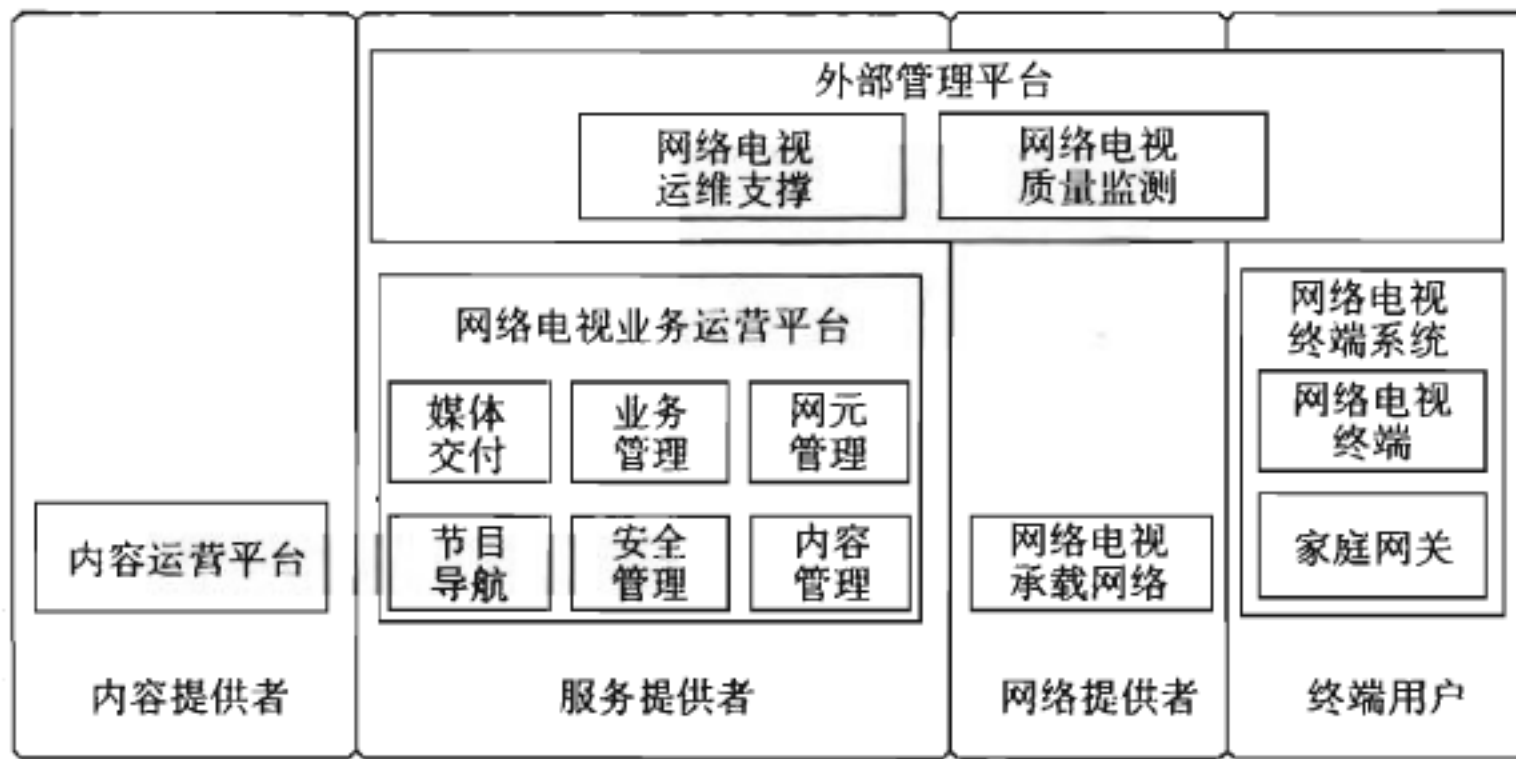 外部管理平台
网络电视
运维支撑
网络电视
质量监测
网络电视业务运营平台
媒体
交付
业务
管理
网元
管理
节目
导航
安全
管理
内容
管理
内容运营平台
网络电视
承载网络
网络电视
终端系统
网络电视
终端
家庭网关
内容提供者
服务提供者
网络提供者
终端用户